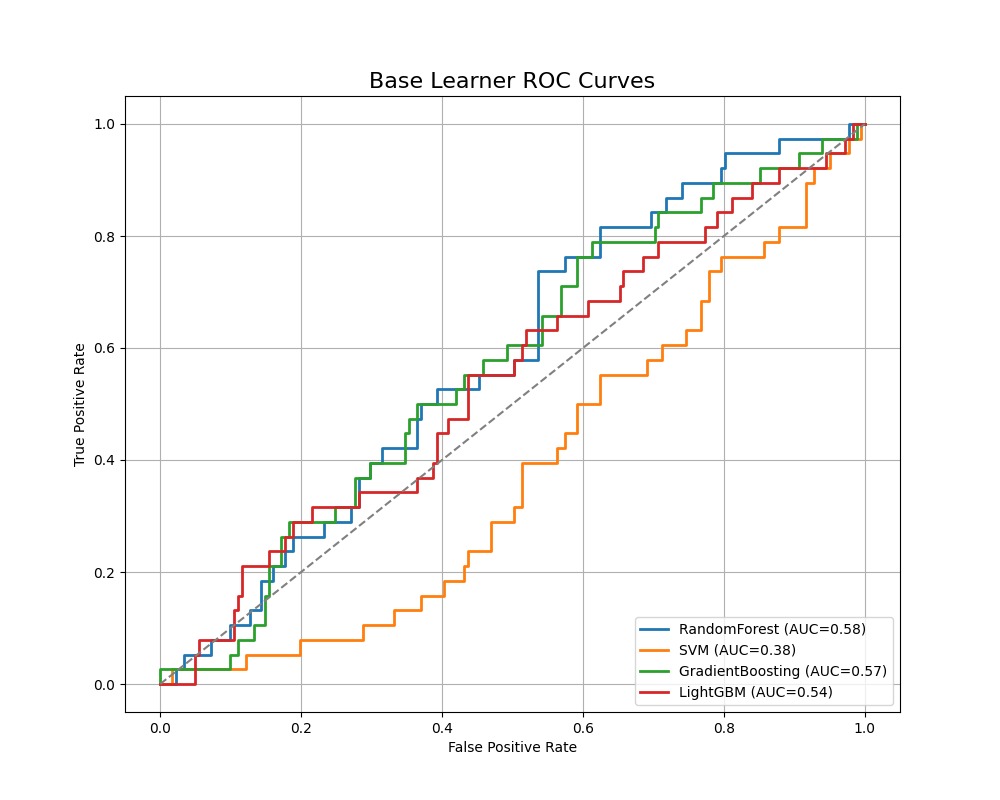 Base Learner ROC Curves
True Positive Rate
1.0
0.8
0.6
0.4
0.2
0.0
0.0 0.2 0.4 0.6 0.8 1.0
False Positive Rate
RandomForest (AUC=0.58)
SVM (AUC=0.38)
GradientBoosting (AUC=0.57)
LightGBM (AUC=0.54)